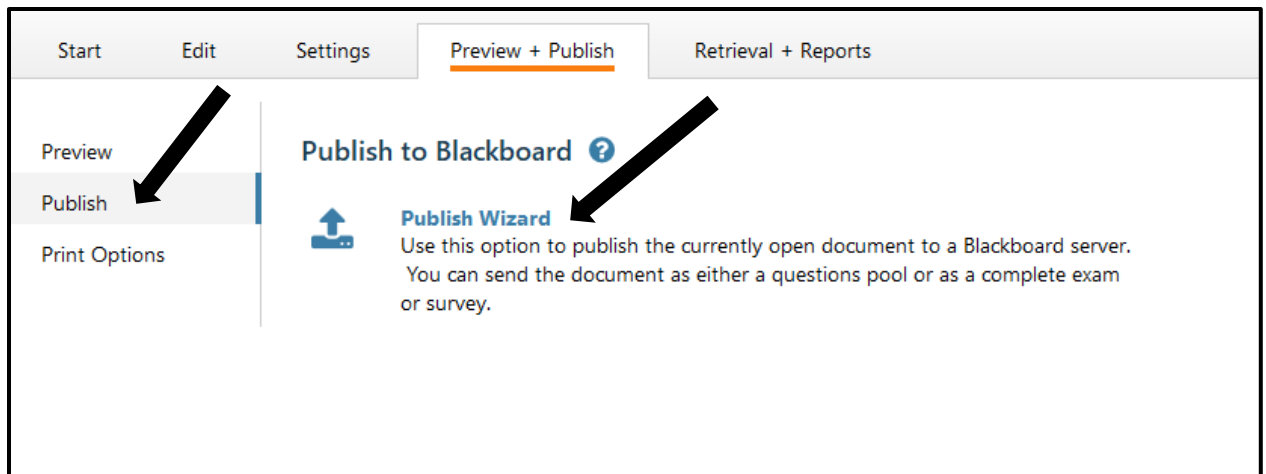 Start Edit Settings Preview + Publish Retrieval + Reports
Preview
Publish
Print Options
Publish to Blackboard ?
Publish Wizard
Use this option to publish the currently open document to a Blackboard server.
You can send the document as either a questions pool or as a complete exam
or survey.